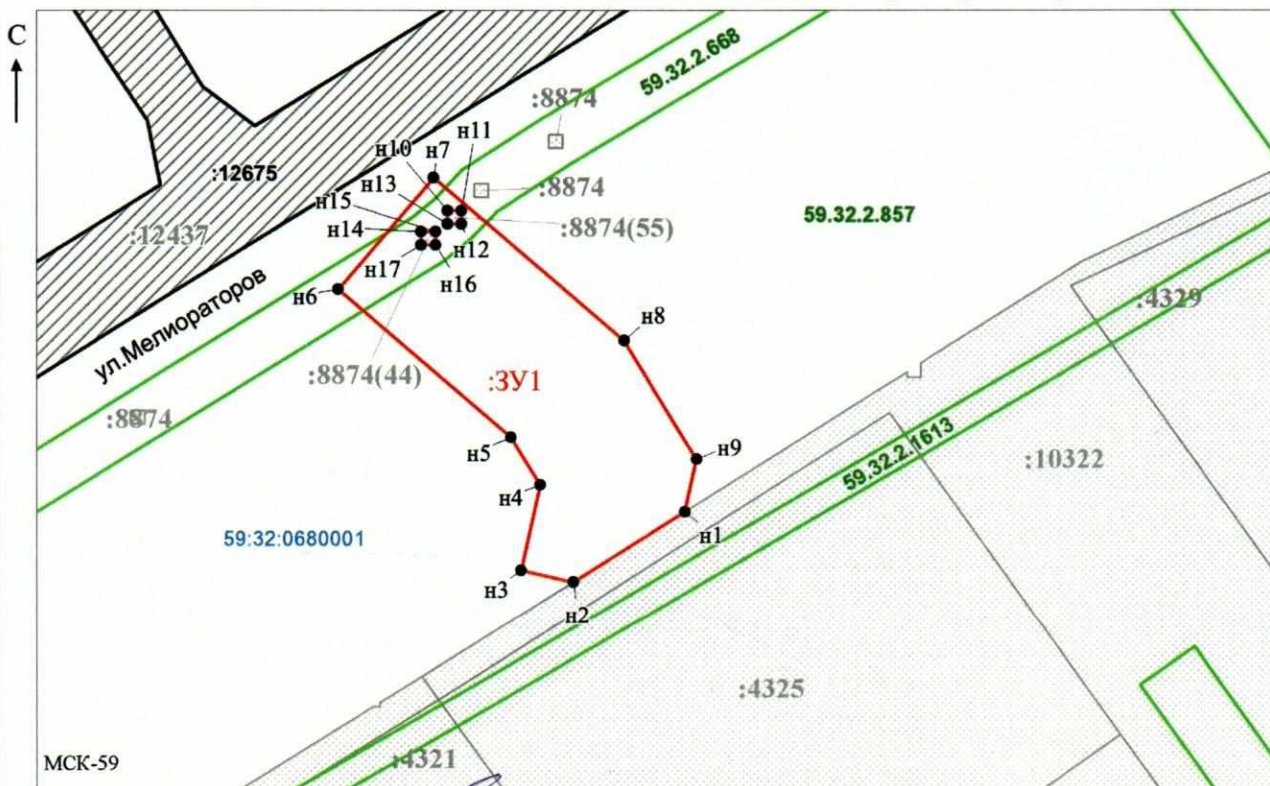 С
59.32.2.668
:8874
н11
н10
н7
:12675
н13
:8874
н15
59.32.2.857
:12437
н14
:8874(55)
н12
н17
н16
ул.Мелиораторов
н6
:4329
н8
:8874(44)
:ЗУ1
:8874
н9
н5
59.32.2.1613
:10322
н4
н1
59:32:0680001
н3
н2
:4325
МСК-59
:4321